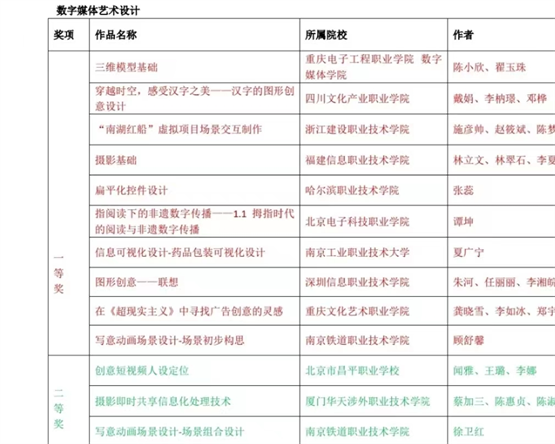 数字媒体艺术设计
奖项 作品名称 所属院校 作者
三维模型基础 重庆电子工程职业学院 数字
媒体学院 陈小欣、翟玉珠
穿越时空，感受汉字之美——汉字的图形创
意设计 四川文化产业职业学院 戴娟、李枘璟、邓桦
“南湖红船”虚拟项目场景交互制作 浙江建设职业技术学院 施彦帅、赵筱斌、陈梦
摄影基础 福建信息职业技术学院 林立文、林翠石、李夏
扁平化控件设计 哈尔滨职业技术学院 张蕊
指阅读下的非遗数字传播——1.1 拇指时代
的阅读与非遗数字传播 北京电子科技职业学院 谭坤
一等奖 信息可视化设计-药品包装可视化设计 南京工业职业技术大学 夏广宁
图形创意——联想 深圳信息职业技术学院 朱河、任丽丽、李湘皖
在《超现实主义》中寻找广告创意的灵感 重庆文化艺术职业学院 龚晓雪、李如冰、郑宇
写意动画场景设计-场景初步构思 南京铁道职业技术学院 顾舒馨
二等奖 创意短视频人设定位 北京市昌平职业学校 闻雅、王璐、李娜
摄影即时共享信息化处理技术 厦门华天涉外职业技术学院 蔡加三、陈惠贞、陈淑
写意动画场景设计-场景组合设计 南京铁道职业技术学院 徐卫红